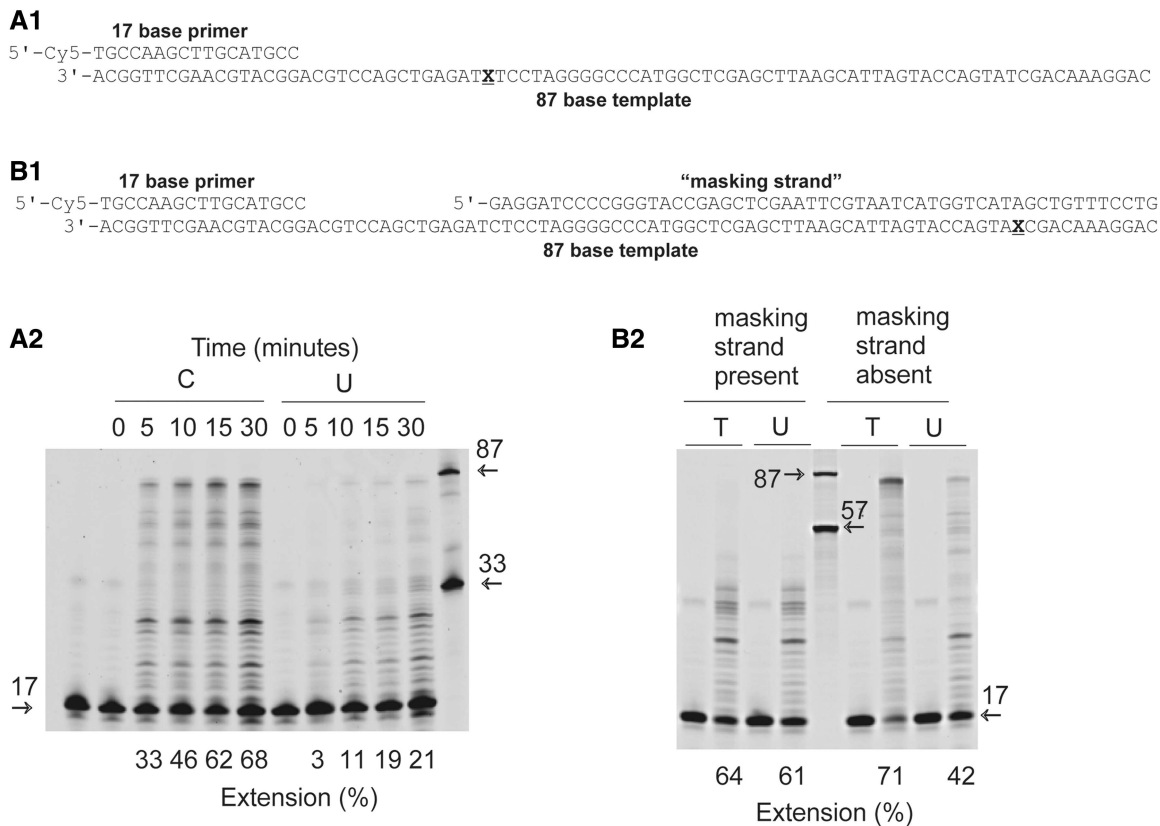 A1
17 base primer
5'-Cy5-TGCCAAGCTTGCATGCC
3'-ACGGTTCGAACGTACGGACGTCCAGCTGAGATXTCCTAGGGGCCCATGGCTCGAGCTTAAGCATTAGTACCAGTATCGACAAAGGAC
87 base template
B1
17 base primer "masking strand"
5'-Cy5-TGCCAAGCTTGCATGCC 5'-GAGGATCCCCGGGTACCGAGCTCGAATTCGTAATCATGGTCATAGCTGTTTCCTG
3'-ACGGTTCGAACGTACGGACGTCCAGCTGAGATCTCCTAGGGGCCCATGGCTCGAGCTTAAGCATTAGTACCAGTAXCGACAAAGGAC
87 base template
A2
Time (minutes)
C U
0 5 10 15 30 0 5 10 15 30
87 ←
33 ←
17 →
33 46 62 68 3 11 19 21
Extension (%)
B2
masking strand present
masking strand absent
T U T U
87→
57 ←
17 ←
64 61 71 42
Extension (%)